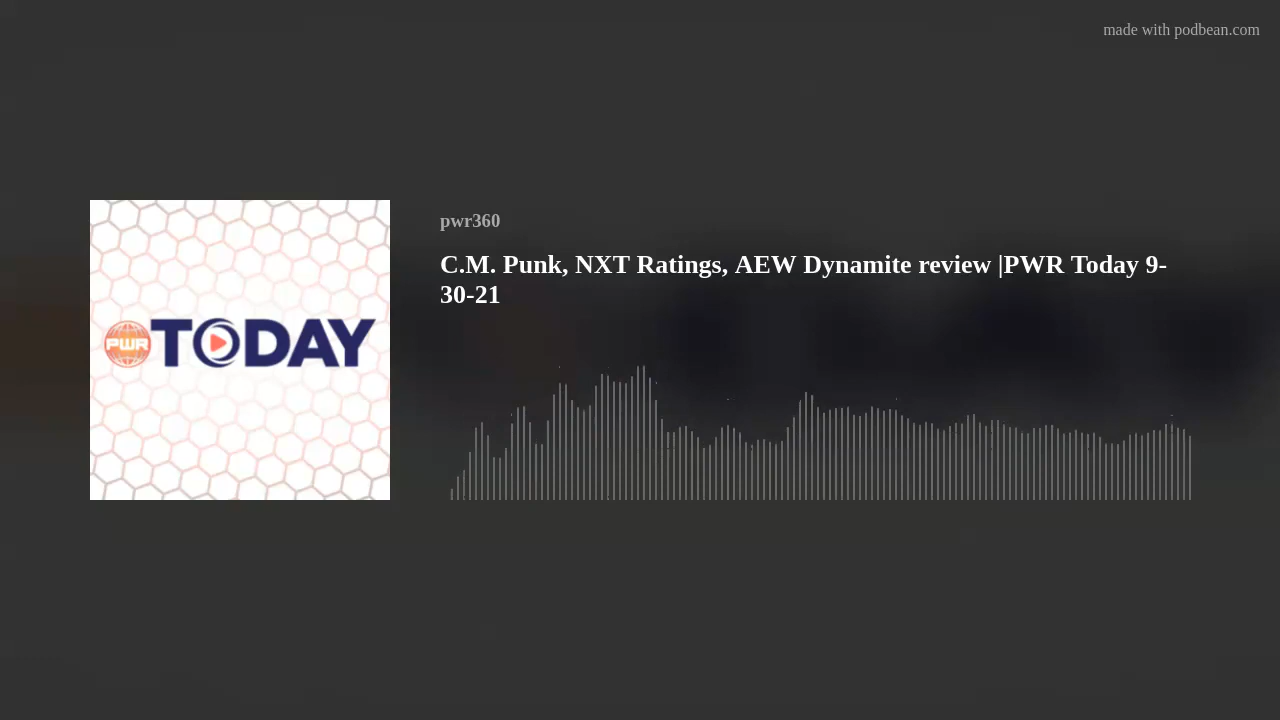 made with podbean.com
pwr360
C.M. Punk, NXT Ratings, AEW Dynamite review |PWR Today 9-
30-21
PWR TODAY